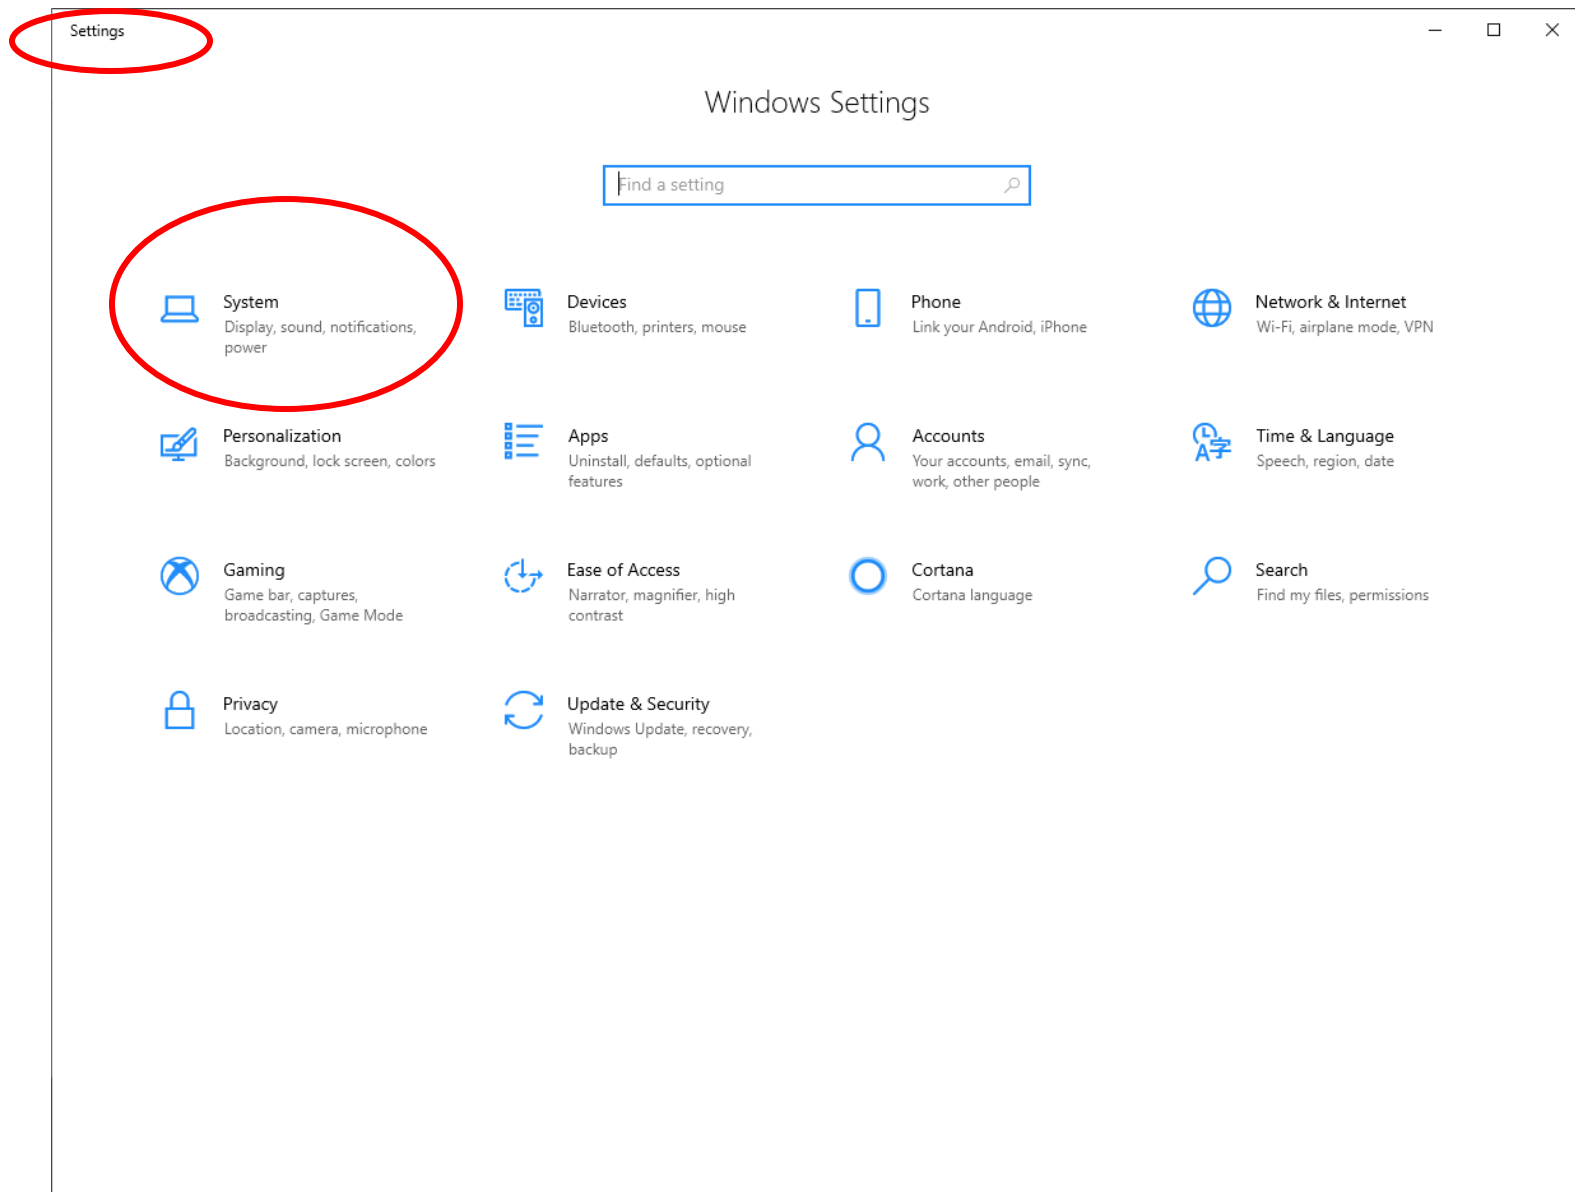 Settings
Windows Settings
Find a setting
System
Display, sound, notifications,
power
Devices
Bluetooth, printers, mouse
Phone
Link your Android, iPhone
Network & Internet
Wi-Fi, airplane mode, VPN
Personalization
Background, lock screen, colors
Apps
Uninstall, defaults, optional
features
Accounts
Your accounts, email, sync,
work, other people
Time & Language
Speech, region, date
Gaming
Game bar, captures,
broadcasting, Game Mode
Ease of Access
Narrator, magnifier, high
contrast
Cortana
Cortana language
Search
Find my files, permissions
Privacy
Location, camera, microphone
Update & Security
Windows Update, recovery,
backup